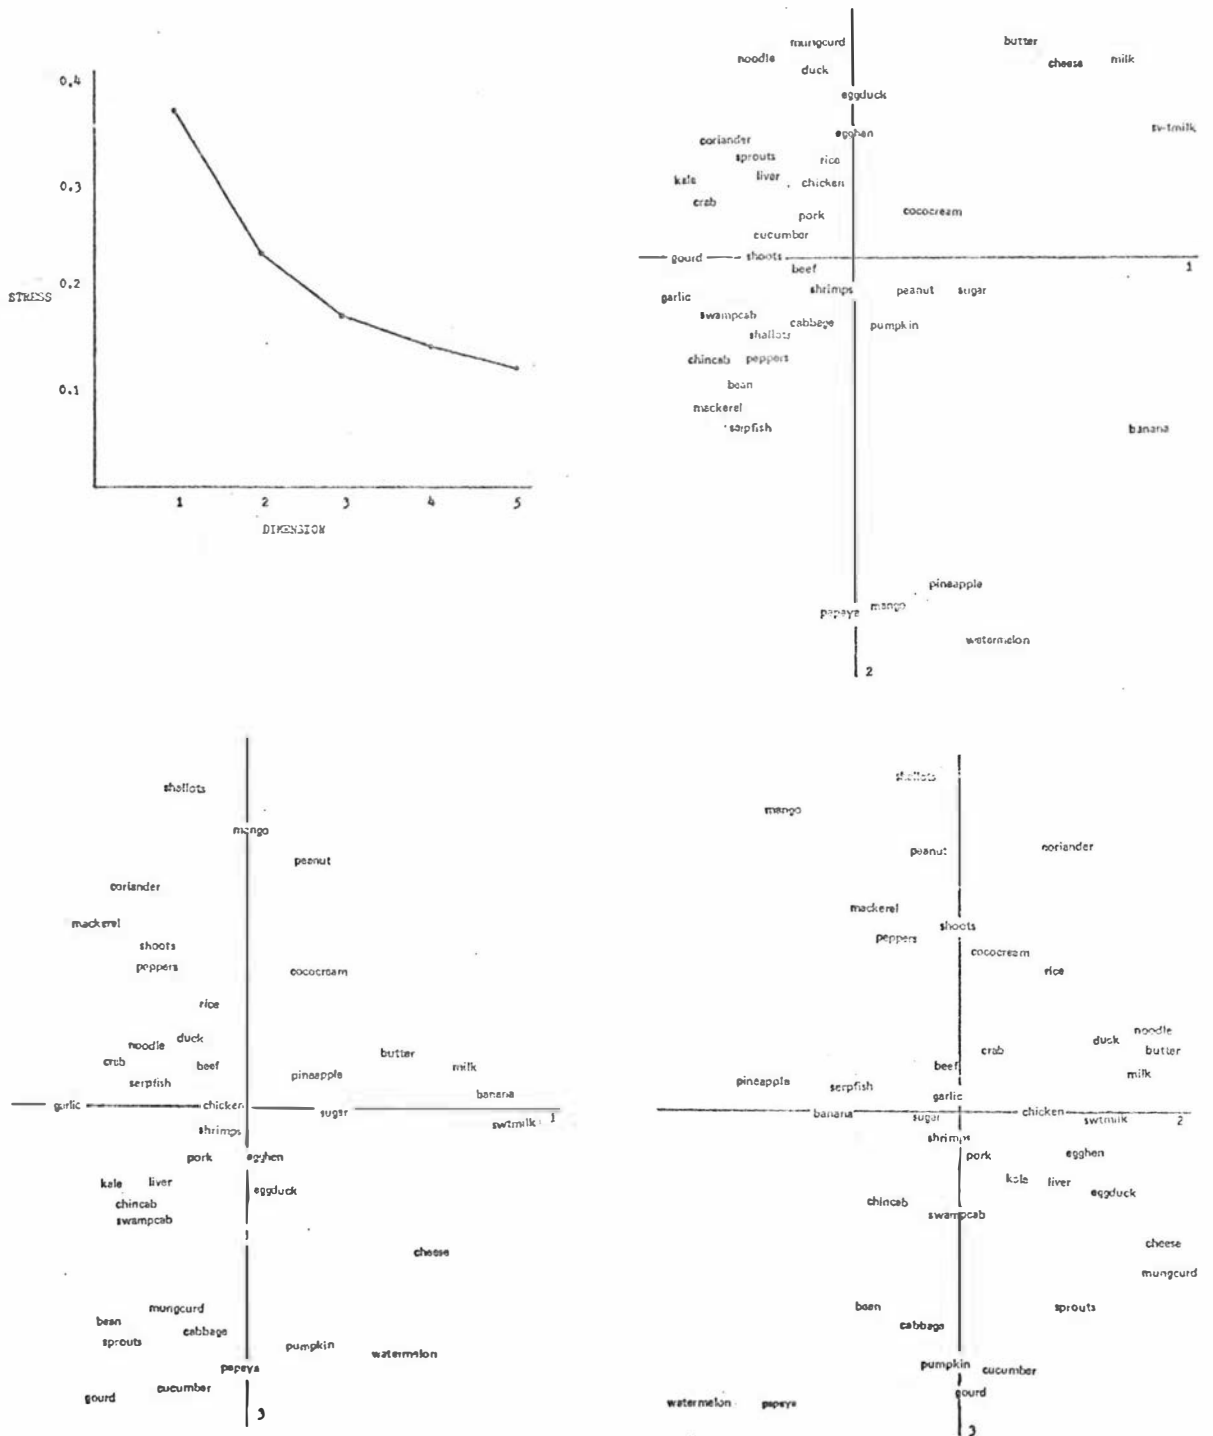 0.4
0.3
0.2
STRESS
0.1
1 2 3 4 5
DIMENSION
mungcurd
noodle
duck
butter
cheese
milk
eggduck
egghen
coriander
sprouts
rice
kale
liver
chicken
crab
pork
cococream
cucumber
gourd
shoots
1
beef
shrimps
peanut
sugar
garlic
swampcab
cabbage
pumpkin
shallots
chincab
peppers
bean
mackerel
serpfish
banana
pineapple
papaya
mango
watermelon
2
shallots
mango
peanut
coriander
mackerel
shoots
peppers
cococream
rice
noodle
duck
butter
crab
beef
milk
serpfish
pineapple
banana
garlic
chicken
sugar
1
shrimps
swtmilk
pork
egghen
kale
liver
eggduck
chincab
swampcab
cheese
mungcurd
bean
cabbage
sprouts
pumpkin
watermelon
papaya
cucumber
gourd
3
shallots
mango
peanut
coriander
mackerel
shoots
peppers
cococream
rice
noodle
duck
crab
butter
beef
milk
pineapple
serpfish
garlic
banana
sugar
chicken
swtmilk
2
shrimps
pork
egghen
kale
liver
eggduck
chincab
swampcab
cheese
mungcurd
bean
sprouts
cabbage
pumpkin
cucumber
gourd
watermelon
papaya
3